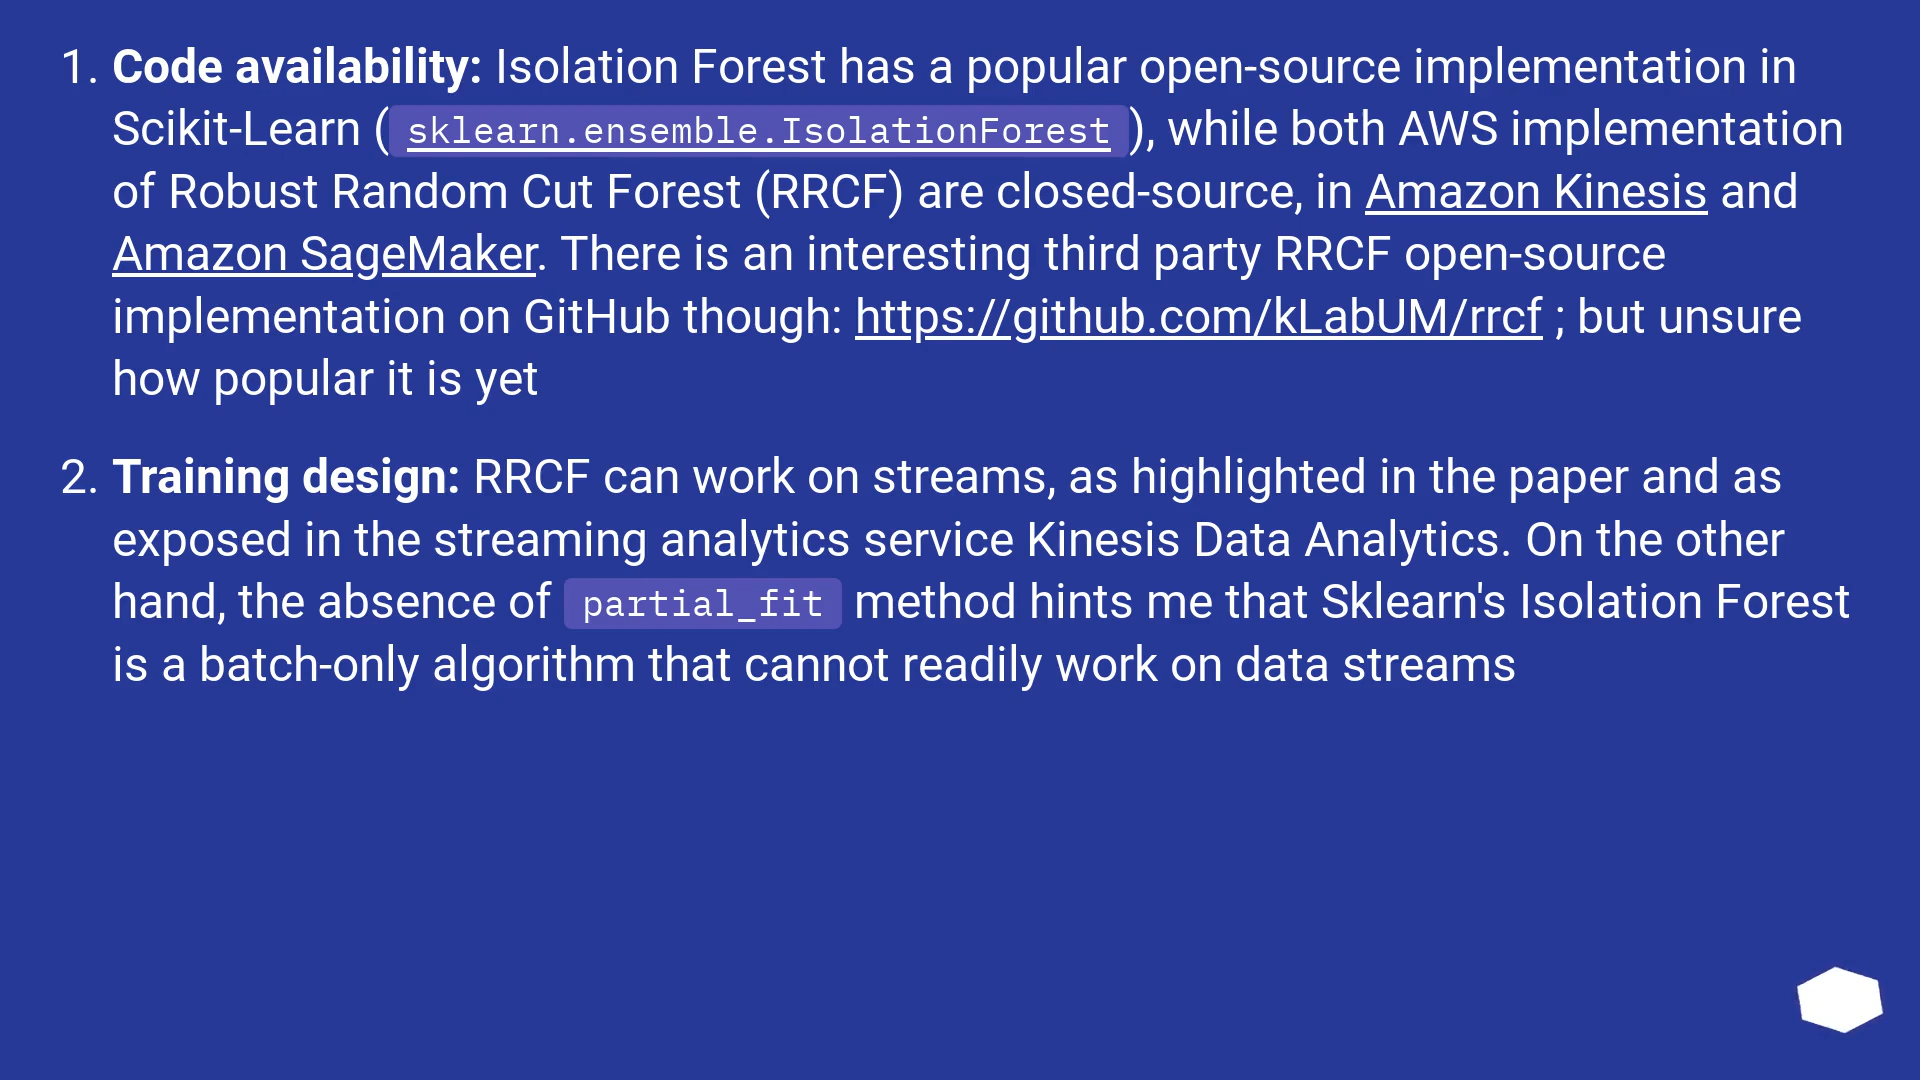 1. Code availability: Isolation Forest has a popular open-source implementation in
Scikit-Learn ( sklearn.ensemble.IsolationForest ), while both AWS implementation
of Robust Random Cut Forest (RRCF) are closed-source, in Amazon Kinesis and
Amazon SageMaker. There is an interesting third party RRCF open-source
implementation on GitHub though: https://github.com/kLabUM/rrcf ; but unsure
how popular it is yet
2. Training design: RRCF can work on streams, as highlighted in the paper and as
exposed in the streaming analytics service Kinesis Data Analytics. On the other
hand, the absence of partial_fit method hints me that Sklearn's Isolation Forest
is a batch-only algorithm that cannot readily work on data streams